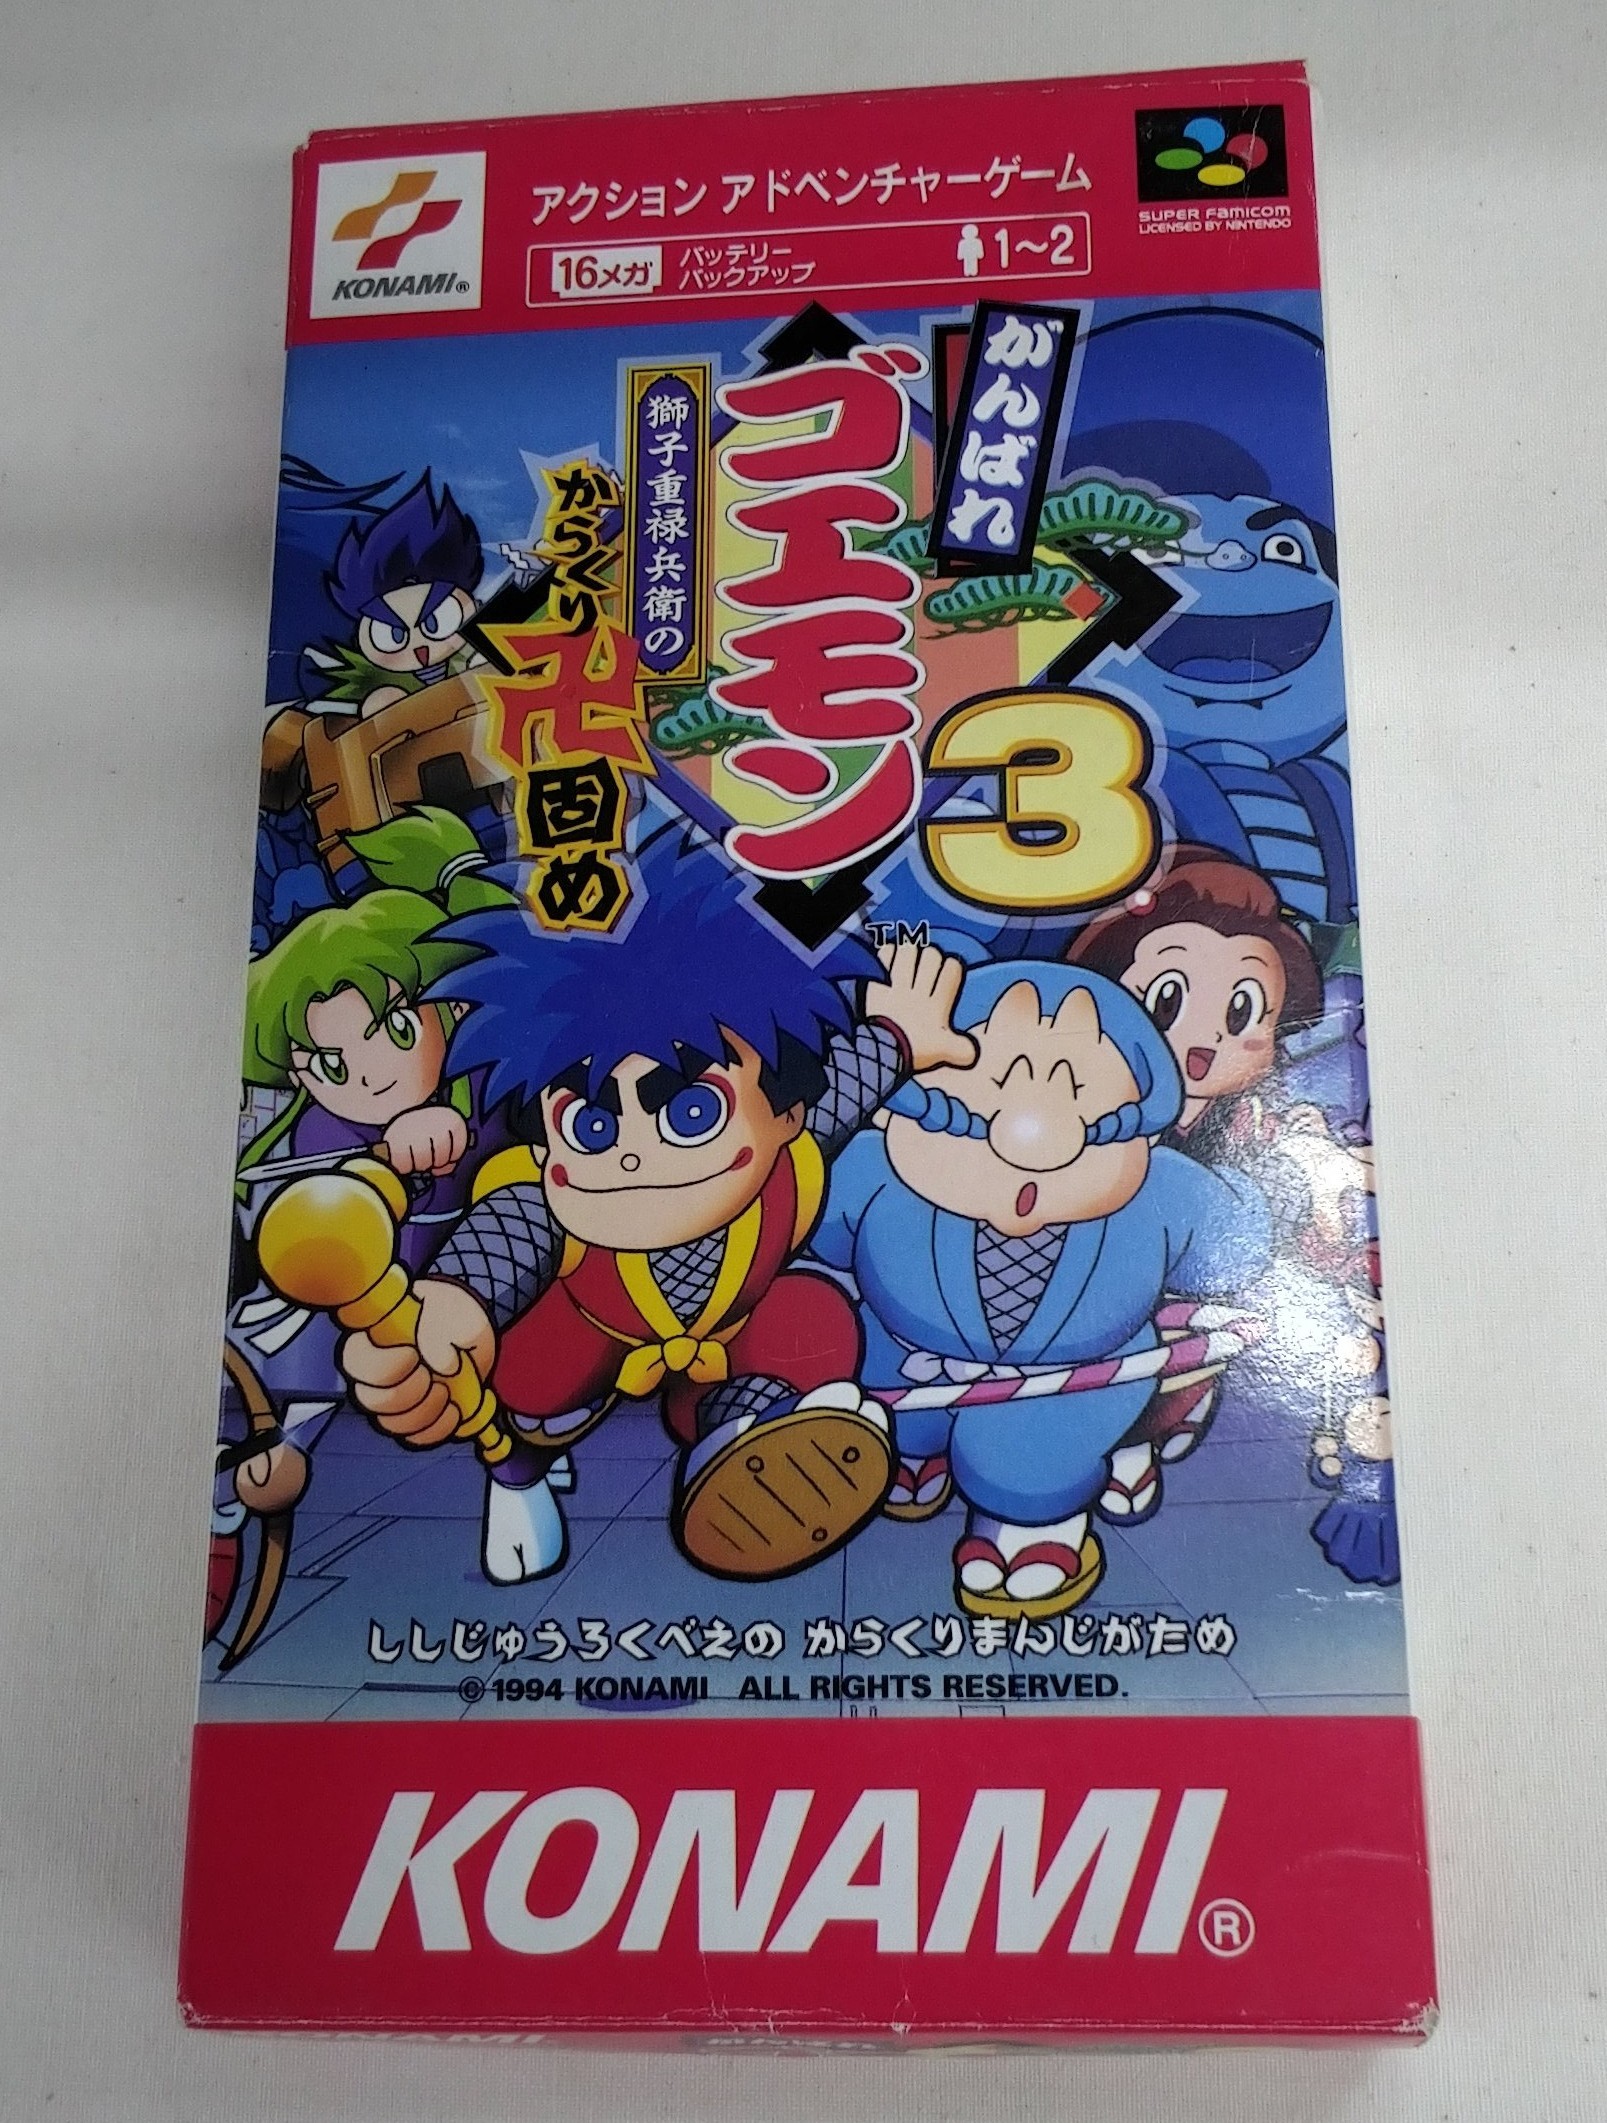 KONAMI®
アクション アドベンチャーゲーム
16メガ
バッテリー
バックアップ
1～2
SUPER FAMICOM
LICENSED BY NINTENDO
がんばれ
ゴエモン
3
獅子重禄兵衛の
からくり
卍固め
TM
ししじゅうろくべえの からくりまんじがため
© 1994 KONAMI ALL RIGHTS RESERVED.
KONAMI®